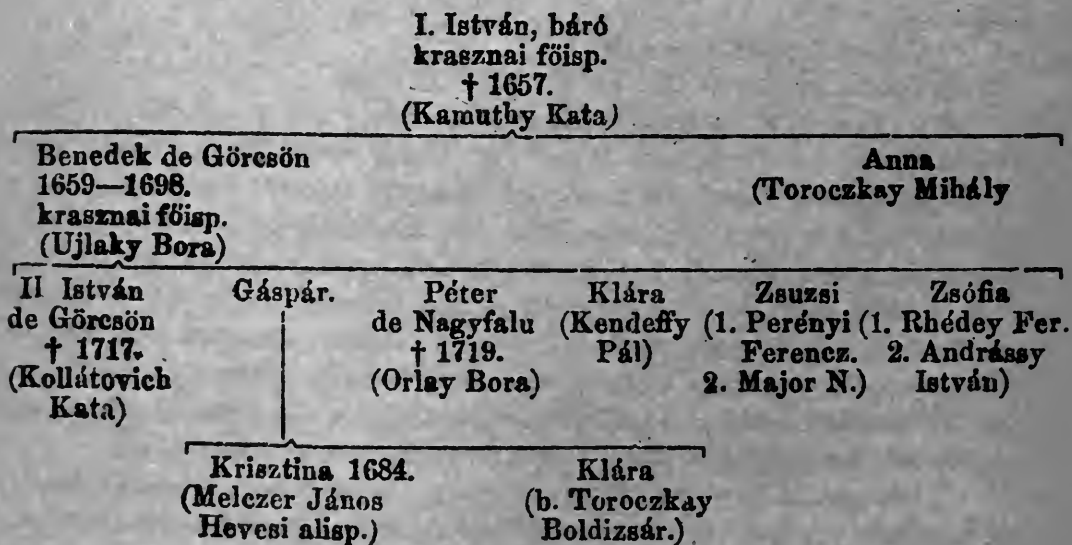 I. István, báró
krasznai föisp.
† 1657.
(Kamuthy Kata)
Benedek de Görcsön
1659—1698.
krasznai föisp.
(Ujlaky Bora)
Anna
(Toroczkay Mihály
II István
de Görcsön
† 1717.
(Kollátovich
Kata)
Gáspár.
Péter
de Nagyfalu
† 1719.
(Orlay Bora)
Klára
(Kendeffy
Pál)
Zsuzsi
(1. Perényi
Ferencz.
2. Major N.)
Zsófia
(1. Rhédey Fer.
2. Andrássy
István)
Krisztina 1684.
(Melczer János
Hevesi alisp.)
Klára
(b. Toroczkay
Boldizsár.)